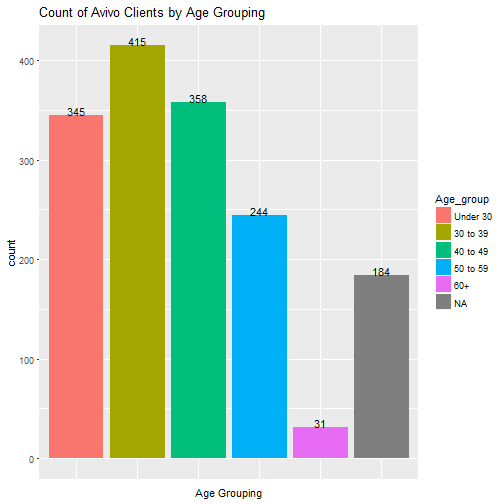 Count of Avivo Clients by Age Grouping
415
400
358
345
300
244
200
184
100
31
0
count
Age Grouping
Age_group
Under 30
30 to 39
40 to 49
50 to 59
60+
NA